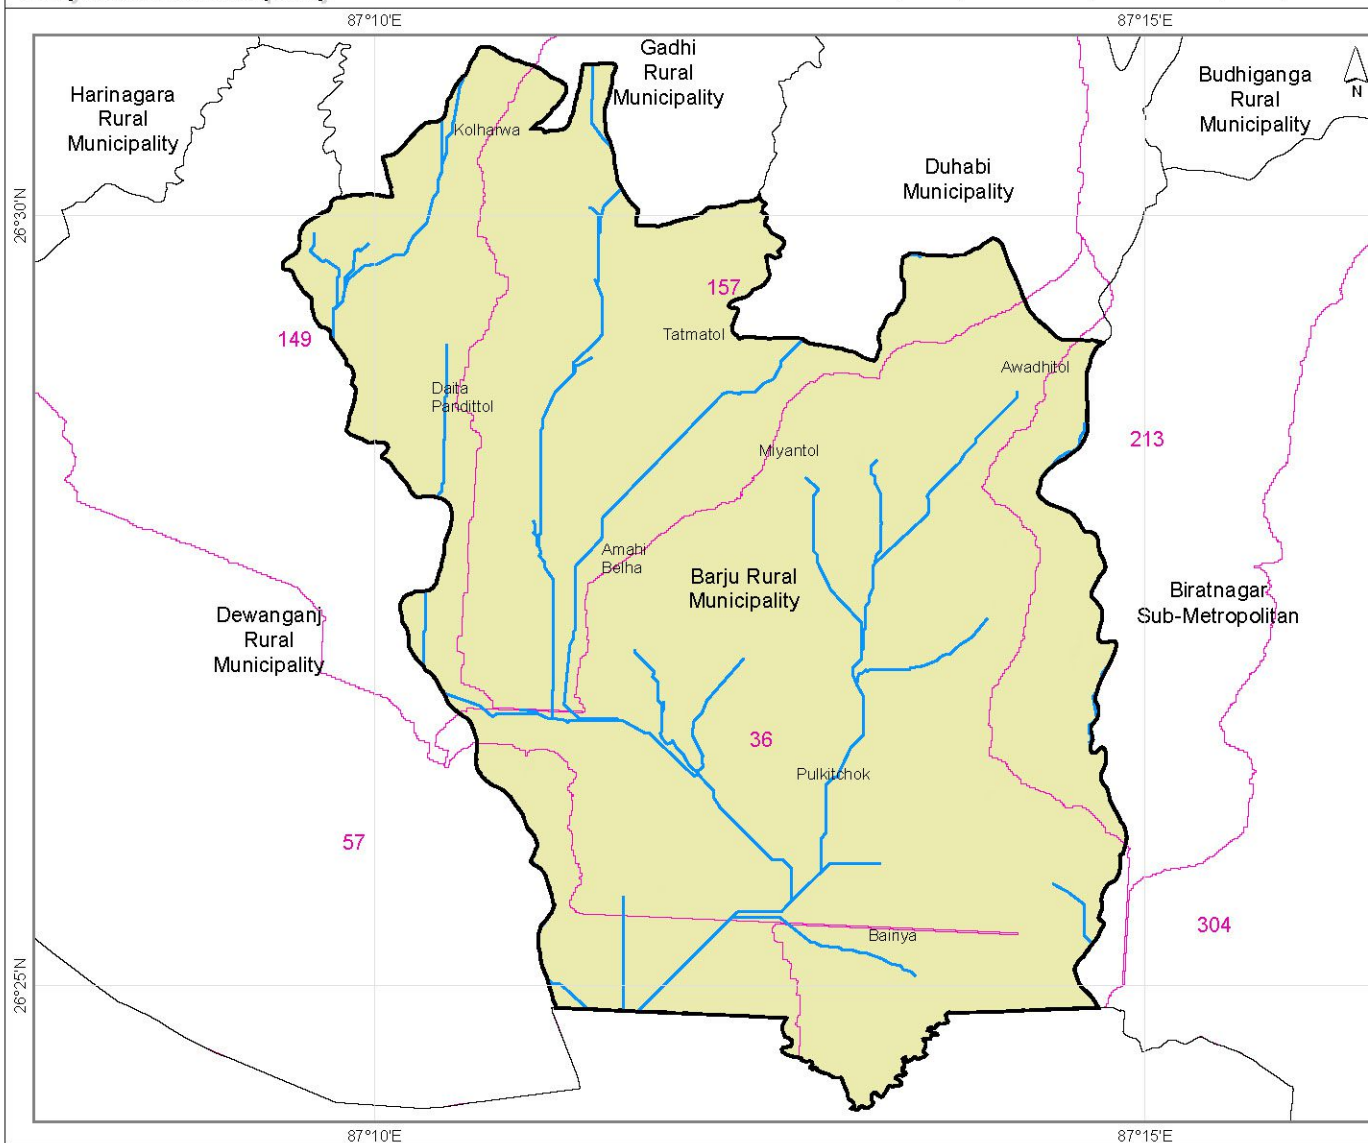 87°10'E
87°15'E
Gadhi
Rural
Municipality
Harinagara
Rural
Municipality
Budhiganga
Rural
Municipality
N
Kolharwa
Duhabi
Municipality
26°30'N
157
149
Tatmatol
Awadhitol
Daita
Pandittol
213
Miyantol
Amahi
Belha
Barju Rural
Municipality
Biratnagar
Sub-Metropolitan
Dewanganj
Rural
Municipality
36
Pulkitchok
57
304
Bainya
26°25'N
87°10'E
87°15'E